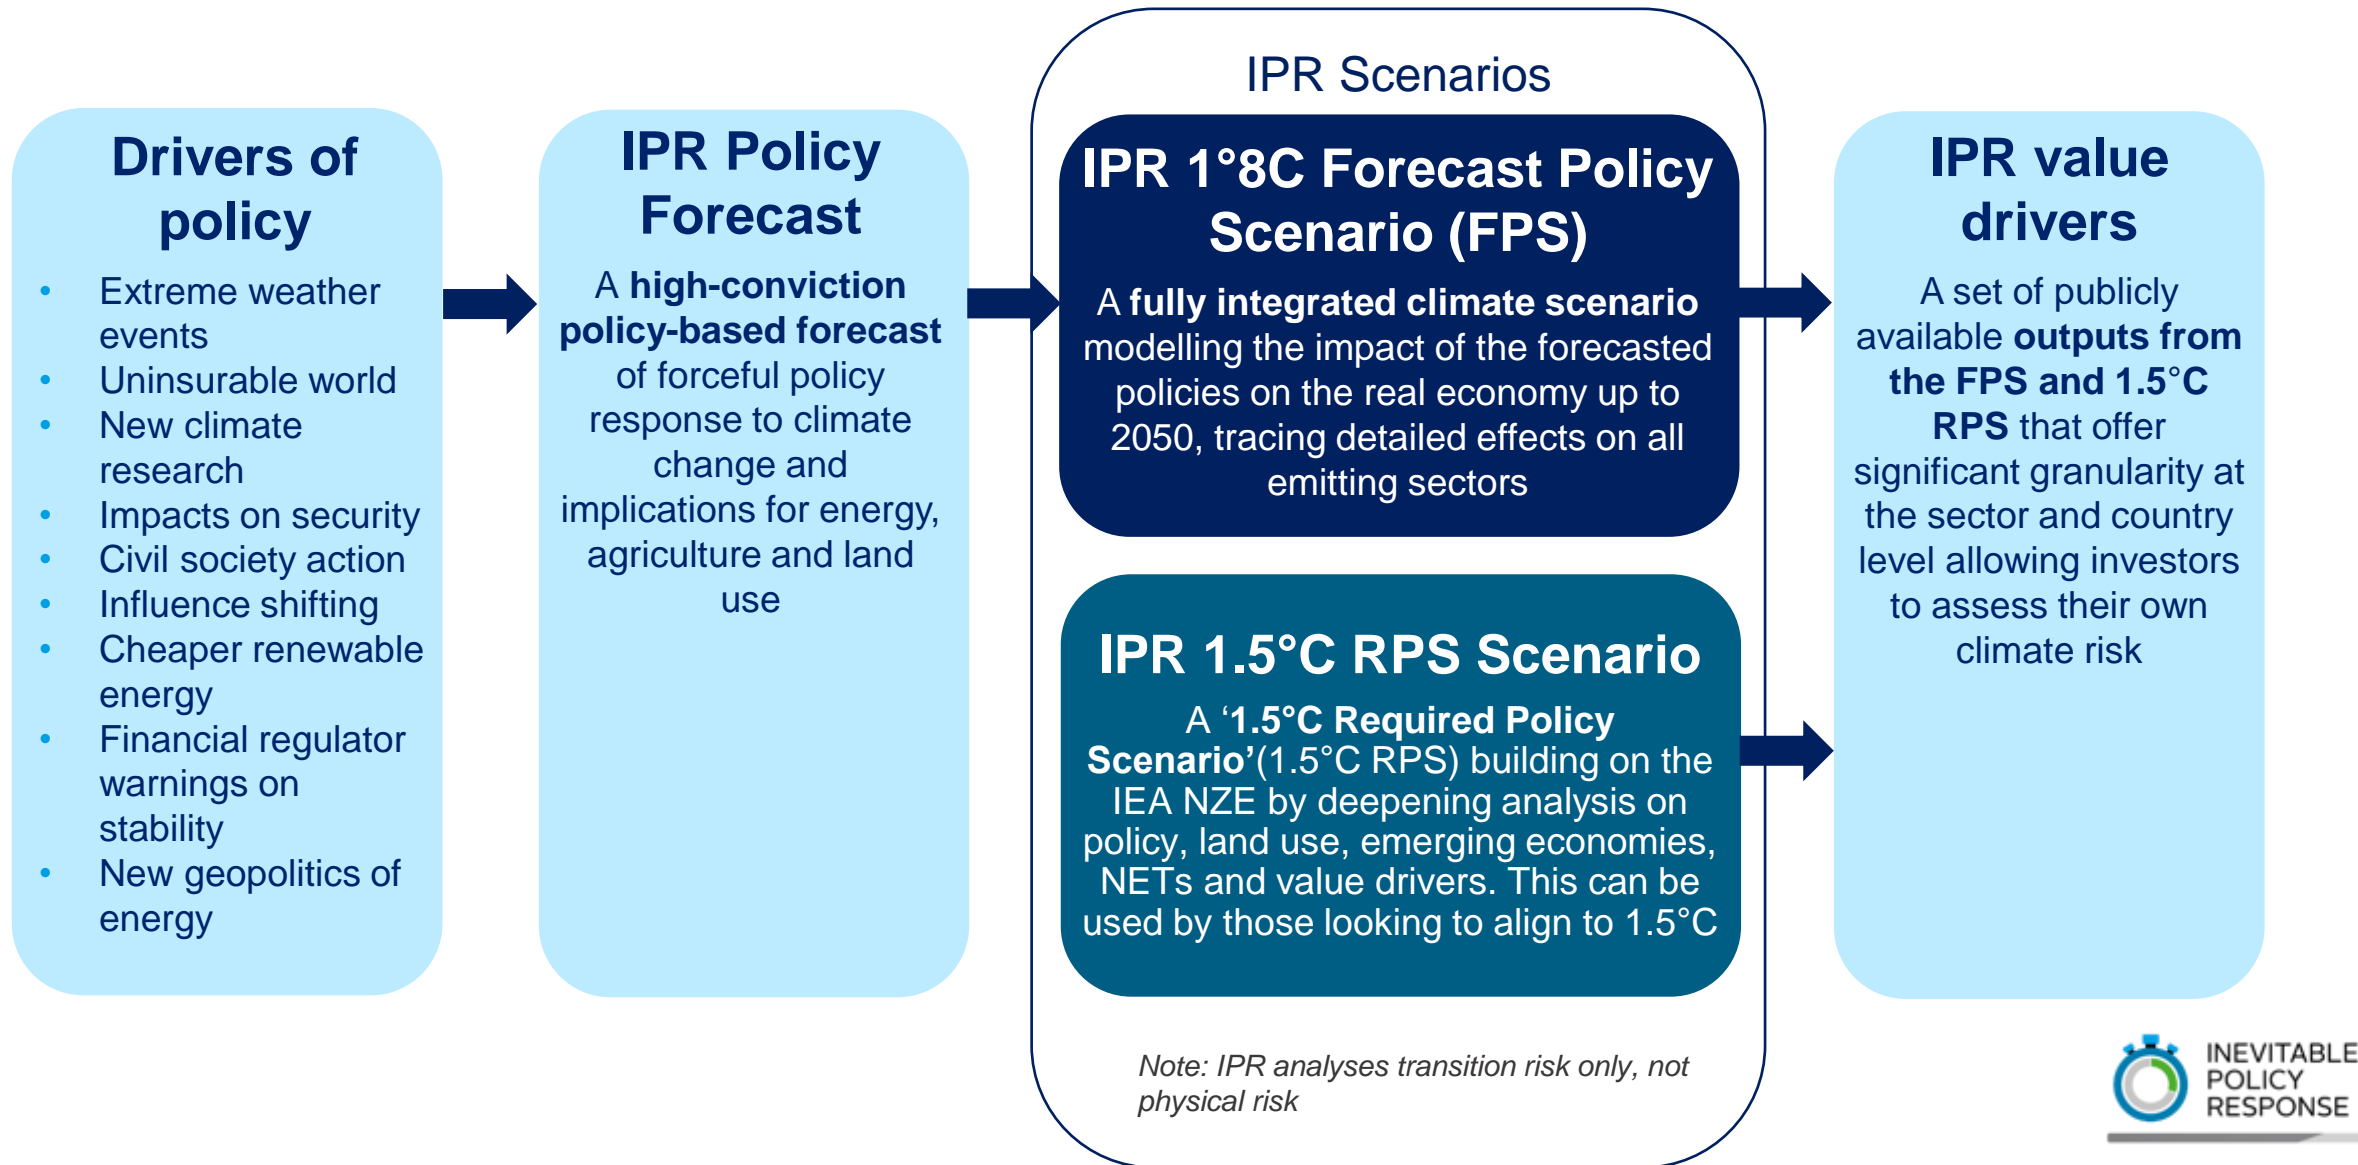 IPR Scenarios
Drivers of
policy
• Extreme weather
events
• Uninsurable world
• New climate
research
• Impacts on security
• Civil society action
• Influence shifting
• Cheaper renewable
energy
• Financial regulator
warnings on
stability
• New geopolitics of
energy
IPR Policy
Forecast
A high-conviction
policy-based forecast
of forceful policy
response to climate
change and
implications for energy,
agriculture and land
use
IPR 1°8C Forecast Policy
Scenario (FPS)
A fully integrated climate scenario
modelling the impact of the forecasted
policies on the real economy up to
2050, tracing detailed effects on all
emitting sectors
IPR 1.5°C RPS Scenario
A ‘1.5°C Required Policy
Scenario’(1.5°C RPS) building on the
IEA NZE by deepening analysis on
policy, land use, emerging economies,
NETs and value drivers. This can be
used by those looking to align to 1.5°C
Note: IPR analyses transition risk only, not
physical risk
IPR value
drivers
A set of publicly
available outputs from
the FPS and 1.5°C
RPS that offer
significant granularity at
the sector and country
level allowing investors
to assess their own
climate risk
INEVITABLE
POLICY
RESPONSE